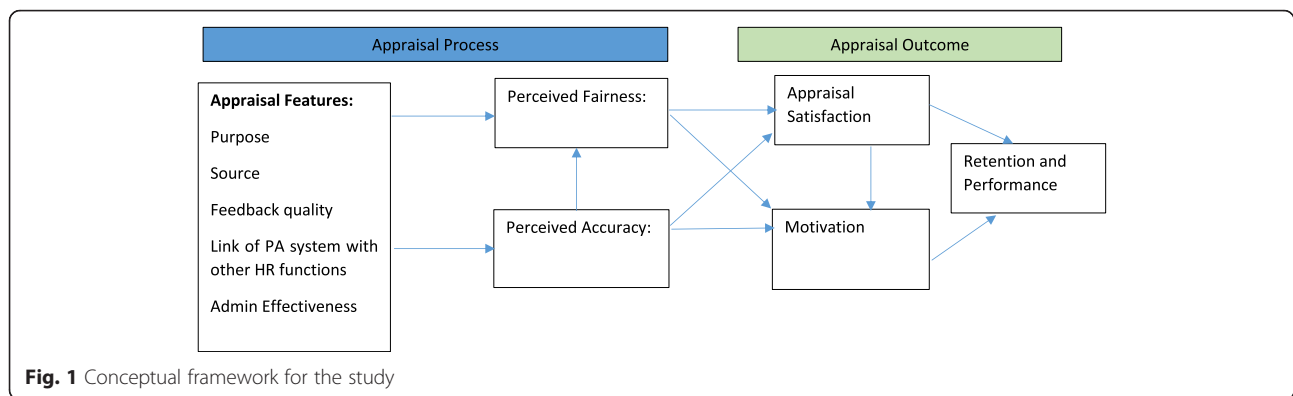 Appraisal Process
Appraisal Outcome
Appraisal Features:
Purpose
Source
Feedback quality
Link of PA system with
other HR functions
Admin Effectiveness
Perceived Fairness:
Perceived Accuracy:
Appraisal
Satisfaction
Motivation
Retention and
Performance
Fig. 1 Conceptual framework for the study